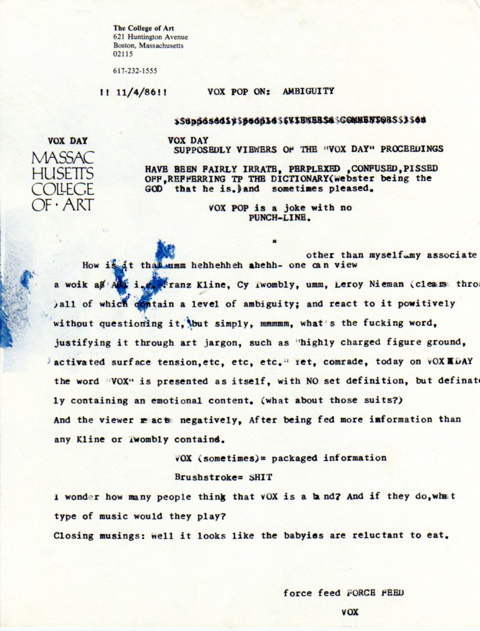 The College of Art
621 Huntington Avenue
Boston, Massachusetts
02115
617-232-1555
!! 11/4/86!! VOX POP ON: AMBIGUITY
VOX DAY
MASSAC
HUSETTS
COLLEGE
OF·ART
VOX DAY
SUPPOSEDLY VIEWERS OF THE "VOX DAY" PROCEEDINGS
HAVE BEEN FAIRLY IRRATE, PERPLEXED ,CONFUSED,PISSED
OFF,REFFERRING TP THE DICTIONARY(Webster being the
GOD that he is.)and sometimes pleased.
VOX POP is a joke with no
PUNCH-LINE.
*
other than myself…my associate
How is it that umm hehhehheh ahehh- one can view
a woik as Art i.e. Franz Kline, Cy Twombly, umm, Leroy Nieman (clears thro
)all of which contain a level of ambiguity; and react to it powitively
without questioning it, but simply, mmmmm, what's the fucking word,
justifying it through art jargon, such as "highly charged figure ground,
activated surface tension,etc, etc, etc." Yet, comrade, today on VOX DAY
the word "VOX" is presented as itself, with NO set definition, but definate
ly containing an emotional content. (what about those suits?)
And the viewer reacts negatively, After being fed more information than
any Kline or Twombly containd.
VOX (sometimes)= packaged information
Brushstroke= SHIT
I wonder how many people think that VOX is a band? And if they do,what
type of music would they play?
Closing musings: Well it looks like the babyies are reluctant to eat.
force feed FORCE FEED
VOX